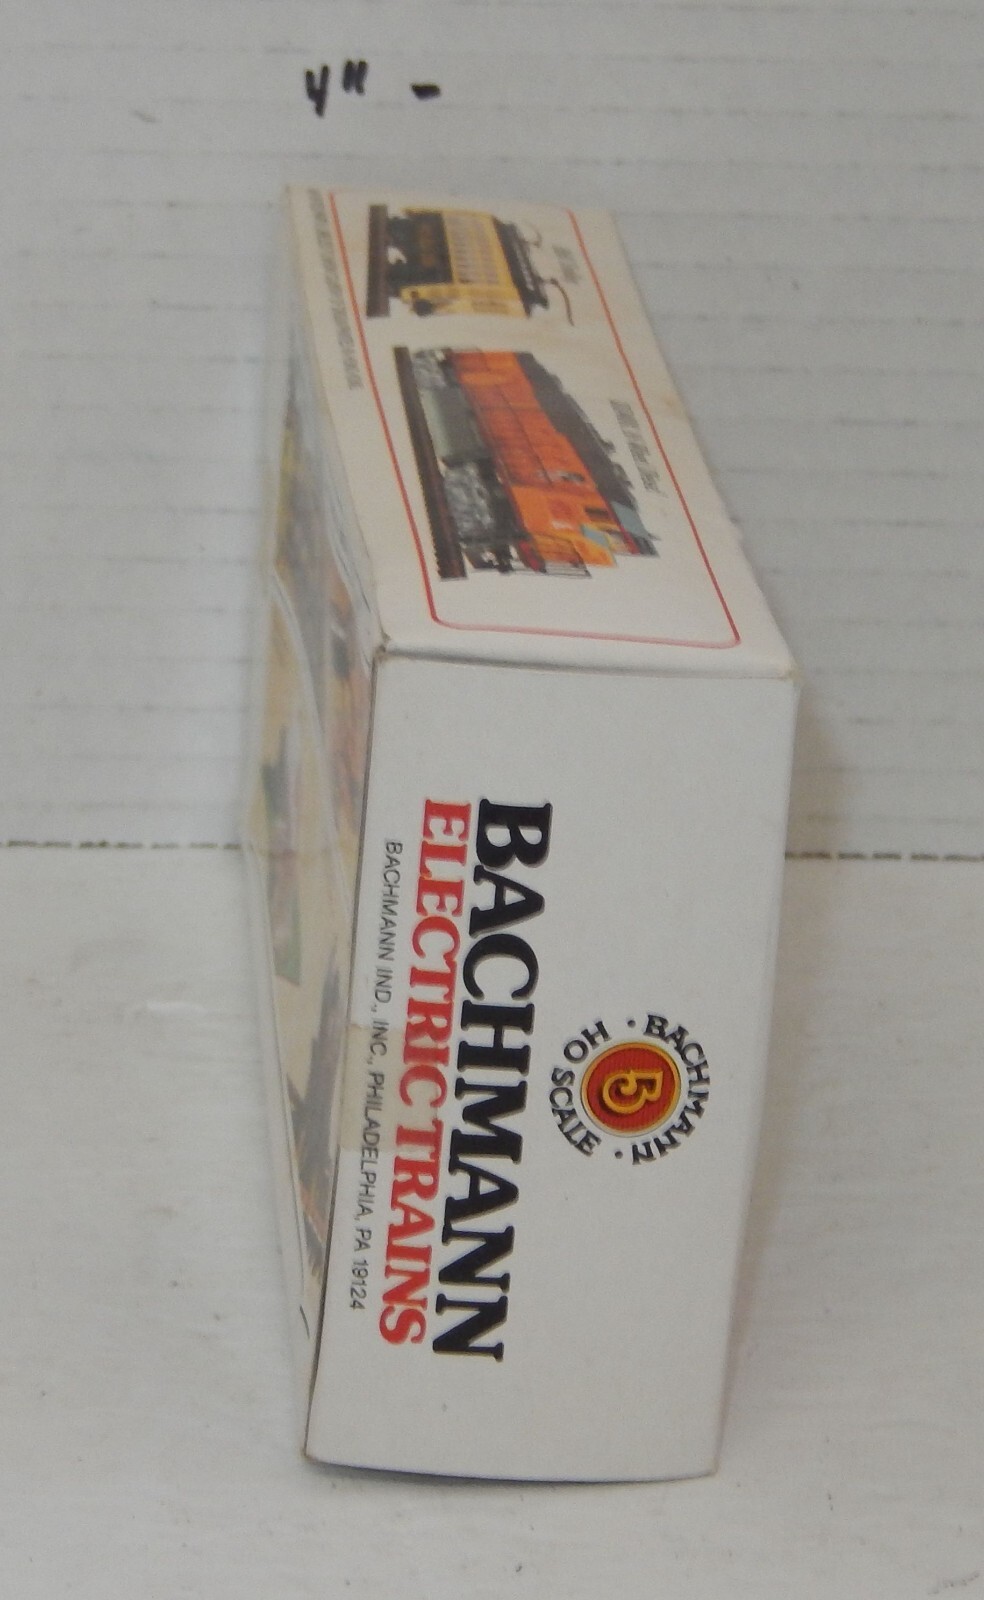 4" -
BACHMANN
HO SCALE
B
BACHMANN
ELECTRIC TRAINS
BACHMANN IND., INC., PHILADELPHIA, PA 19124